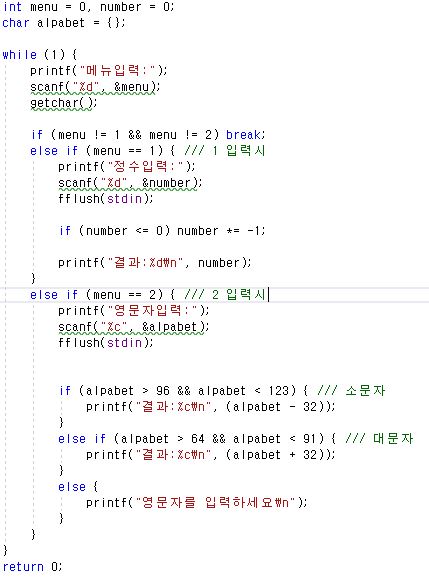 int menu = 0, number = 0;
char alpabet = {};
while (1) {
printf("메뉴입력:");
scanf("%d", &menu);
getchar();
if (menu != 1 && menu != 2) break;
else if (menu == 1) { /// 1 입력시
printf("정수입력:");
scanf("%d", &number);
fflush(stdin);
if (number <= 0) number *= -1;
printf("결과:%d₩n", number);
}
else if (menu == 2) { /// 2 입력시
printf("영문자입력:");
scanf("%c", &alpabet);
fflush(stdin);
if (alpabet > 96 && alpabet < 123) { /// 소문자
printf("결과:%c₩n", (alpabet - 32));
}
else if (alpabet > 64 && alpabet < 91) { /// 대문자
printf("결과:%c₩n", (alpabet + 32));
}
else {
printf("영문자를 입력하세요₩n");
}
}
}
return 0;